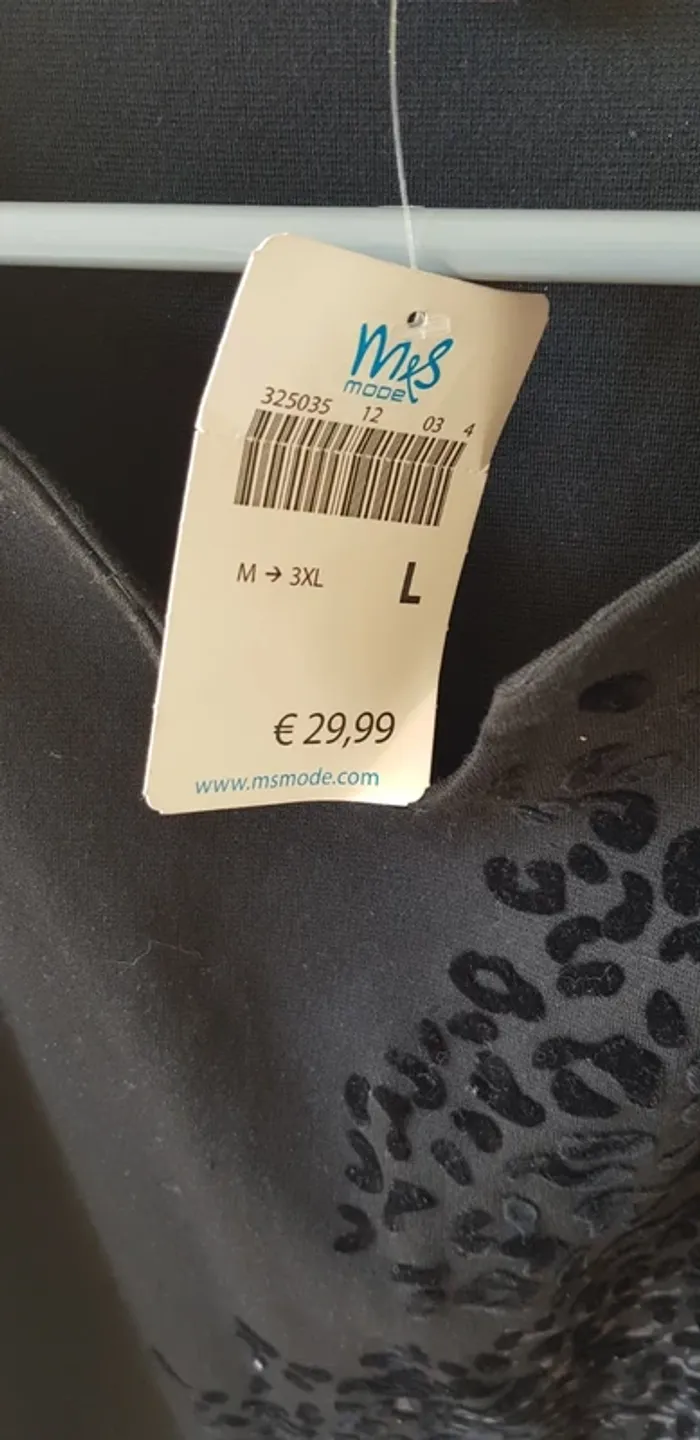 M&S
mode
325035 12 03 4
M → 3XL L
€ 29,99
www.msmode.com